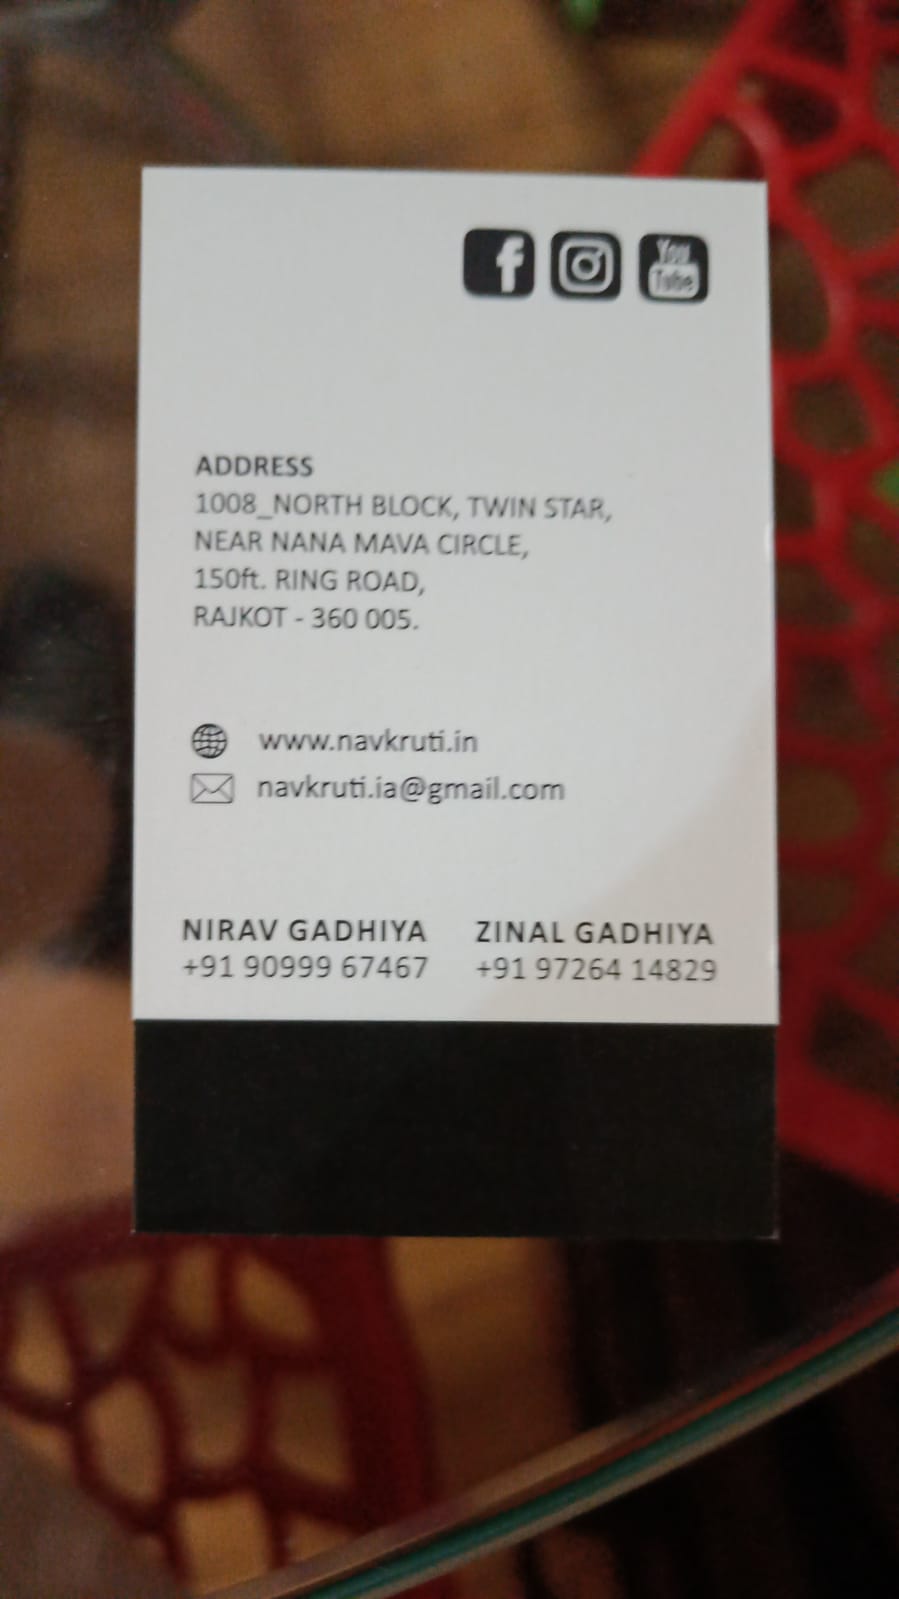 f
You
Tube
ADDRESS
1008_NORTH BLOCK, TWIN STAR,
NEAR NANA MAVA CIRCLE,
150ft. RING ROAD,
RAJKOT - 360 005.
www.navkruti.in
navkruti.ia@gmail.com
NIRAV GADHIYA ZINAL GADHIYA
+91 90999 67467 +91 97264 14829